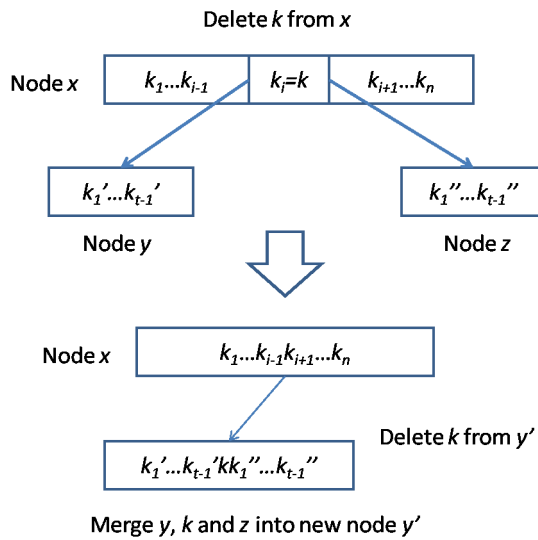 Delete k from x
Node x k₁...kᵢ₋₁ kᵢ=k kᵢ₊₁...kₙ
k₁'...kₜ₋₁' k₁''...kₜ₋₁''
Node y Node z
Node x k₁...kᵢ₋₁kᵢ₊₁...kₙ
Delete k from y'
k₁'...kₜ₋₁'kk₁''...kₜ₋₁''
Merge y, k and z into new node y'